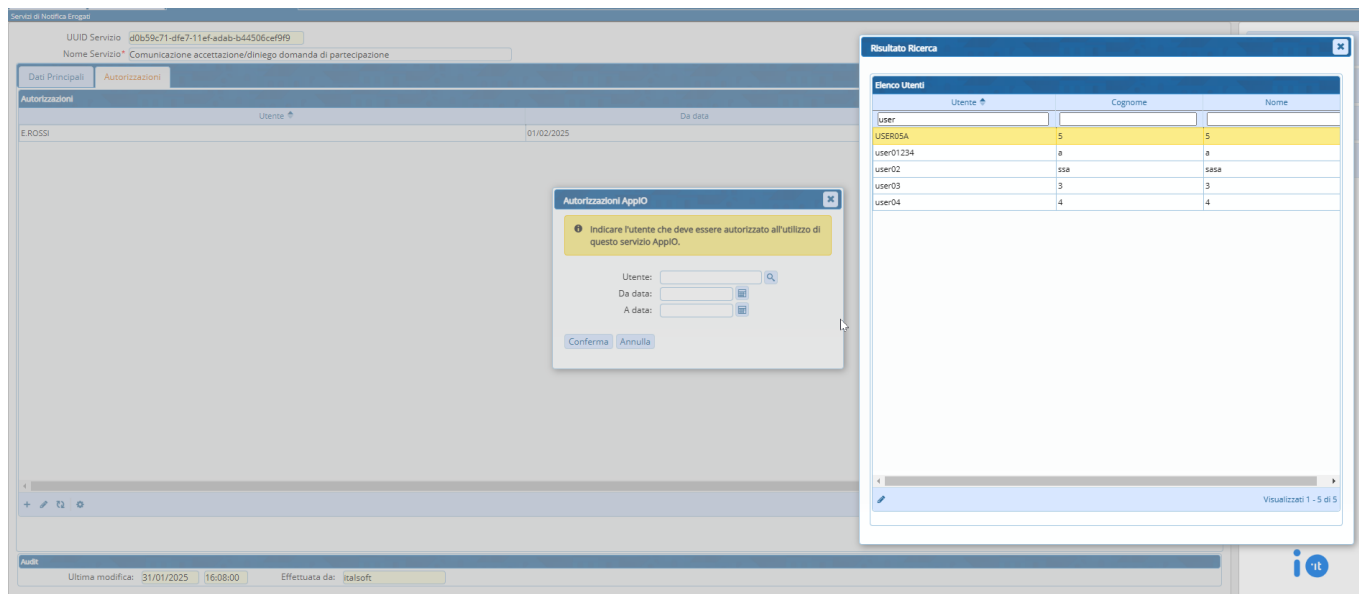 Servizi di Notifica Erogati
UUID Servizio d0b59c71-dfe7-11ef-adab-b44506cef9f9
Nome Servizio* Comunicazione accettazione/diniego domanda di partecipazione
Dati Principali Autorizzazioni
Autorizzazioni
Utente Da data
E.ROSSI 01/02/2025
Autorizzazioni AppIO
Indicare l'utente che deve essere autorizzato all'utilizzo di
questo servizio AppIO.
Utente:
Da data:
A data:
Conferma Annulla
Risultato Ricerca
Elenco Utenti
Utente Cognome Nome
user
USER05A 5 5
user01234 a a
user02 ssa sasa
user03 3 3
user04 4 4
Visualizzati 1 - 5 di 5
Audit
Ultima modifica: 31/01/2025 16:08:00 Effettuata da: italsoft
i